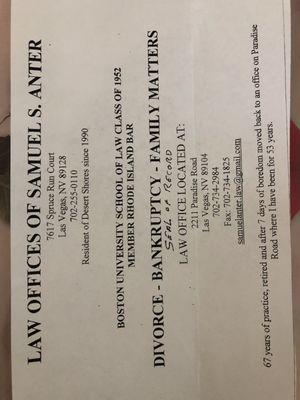 LAW OFFICES OF SAMUEL S. ANTER
7617 Spruce Run Court
Las Vegas, NV 89128
702-255-0110
Resident of Desert Shores since 1990
BOSTON UNIVERSITY SCHOOL OF LAW CLASS OF 1952
MEMBER RHODE ISLAND BAR
DIVORCE - BANKRUPTCY - FAMILY MATTERS
OF RECORD
LAW OFFICE LOCATED AT:
2211 Paradise Road
Las Vegas, NV 89104
702-734-2984
Fax: 702-734-1825
samuelanter.law@gmail.com
67 years of practice, retired and after 7 days of boredom moved back to an office on Paradise
Road where I have been for 53 years.